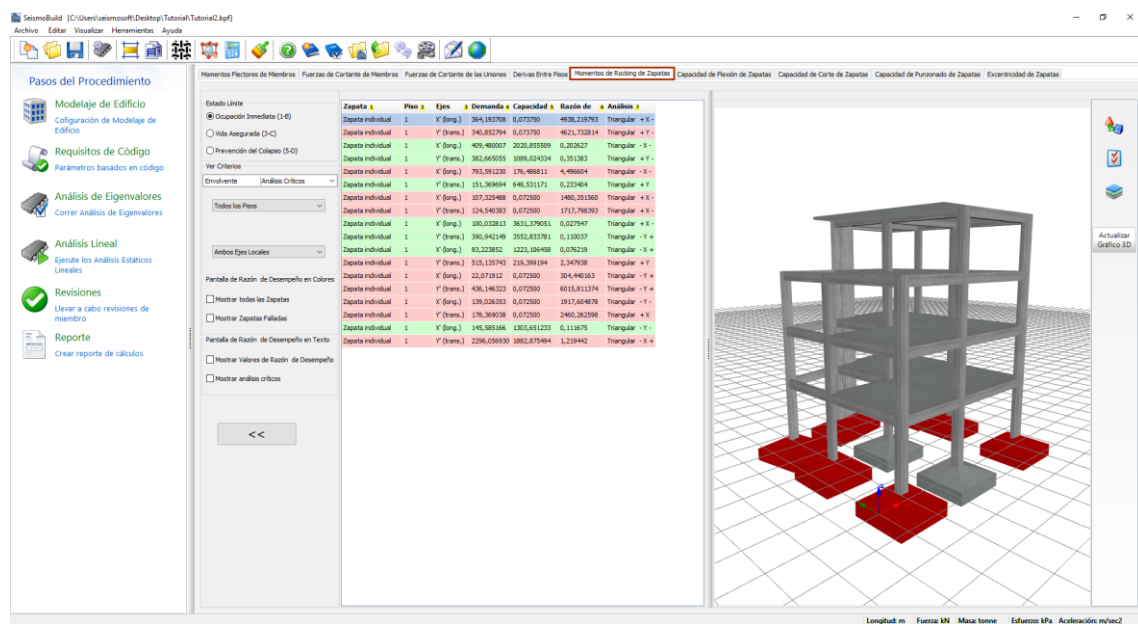 SeismoBuild [C:\Users\seismosoft\Desktop\Tutorial\Tutorial2.bpf]
Archivo Editar Visualizar Herramientas Ayuda
Pasos del Procedimiento
Modelaje de Edificio
Cofiguración de Modelaje de
Edificio
Requisitos de Código
Parámetros basados en código
Análisis de Eigenvalores
Correr Análisis de Eigenvalores
Análisis Lineal
Ejecute los Análisis Estáticos
Lineales
Revisiones
Llevar a cabo revisiones de
miembro
Reporte
Crear reporte de cálculos
Momentos Flectores de Miembros Fuerzas de Cortante de Miembros Fuerzas de Cortante de las Uniones Derivas Entre Pisos Momentos de Rocking de Zapatas Capacidad de Flexión de Zapatas Capacidad de Corte de Zapatas Capacidad de Punzonado de Zapatas Excentricidad de Zapatas
Estado Límite
Ocupación Inmediata (1-B)
Vida Asegurada (3-C)
Prevención del Colapso (5-D)
Ver Criterios
Envolvente Análisis Críticos
Todos los Pisos
Ambos Ejes Locales
Pantalla de Razón de Desempeño en Colores
Mostrar todas las Zapatas
Mostrar Zapatas Falladas
Pantalla de Razón de Desempeño en Texto
Mostrar Valores de Razón de Desempeño
Mostrar análisis críticos
<<
Zapata 1 Piso 2 Ejes 3 Demanda 4 Capacidad 5 Razón de 6 Análisis 7
Zapata individual 1 X' (long.) 364,193708 0,073750 4938,219793 Triangular + X -
Zapata individual 1 Y' (trans.) 340,852794 0,073750 4621,732814 Triangular + Y -
Zapata individual 1 X' (long.) 409,480007 2020,855509 0,202627 Triangular - X -
Zapata individual 1 Y' (trans.) 382,665055 1089,024334 0,351383 Triangular + Y -
Zapata individual 1 X' (long.) 793,591230 176,486811 4,496604 Triangular - X -
Zapata individual 1 Y' (trans.) 151,369694 648,531171 0,233404 Triangular + Y
Zapata individual 1 X' (long.) 107,325488 0,072500 1480,351560 Triangular + X -
Zapata individual 1 Y' (trans.) 124,540383 0,072500 1717,798393 Triangular + X -
Zapata individual 1 X' (long.) 100,032813 3631,379051 0,027547 Triangular + X -
Zapata individual 1 Y' (trans.) 390,942149 3552,833781 0,110037 Triangular - Y +
Zapata individual 1 X' (long.) 93,223852 1223,106458 0,076219 Triangular - X +
Zapata individual 1 Y' (trans.) 515,135743 219,399194 2,347938 Triangular + Y
Zapata individual 1 X' (long.) 22,071912 0,072500 304,440163 Triangular - Y +
Zapata individual 1 Y' (trans.) 436,146323 0,072500 6015,811374 Triangular - Y +
Zapata individual 1 X' (long.) 139,026353 0,072500 1917,604878 Triangular - Y -
Zapata individual 1 Y' (trans.) 178,369038 0,072500 2460,262598 Triangular + X
Zapata individual 1 X' (long.) 145,585166 1303,651233 0,111675 Triangular - Y -
Zapata individual 1 Y' (trans.) 2296,056930 1882,875494 1,219442 Triangular - X +
Actualizar
Gráfico 3D
Longitud: m Fuerza: kN Masa: tonne Esfuerzo: kPa Aceleración: m/sec2